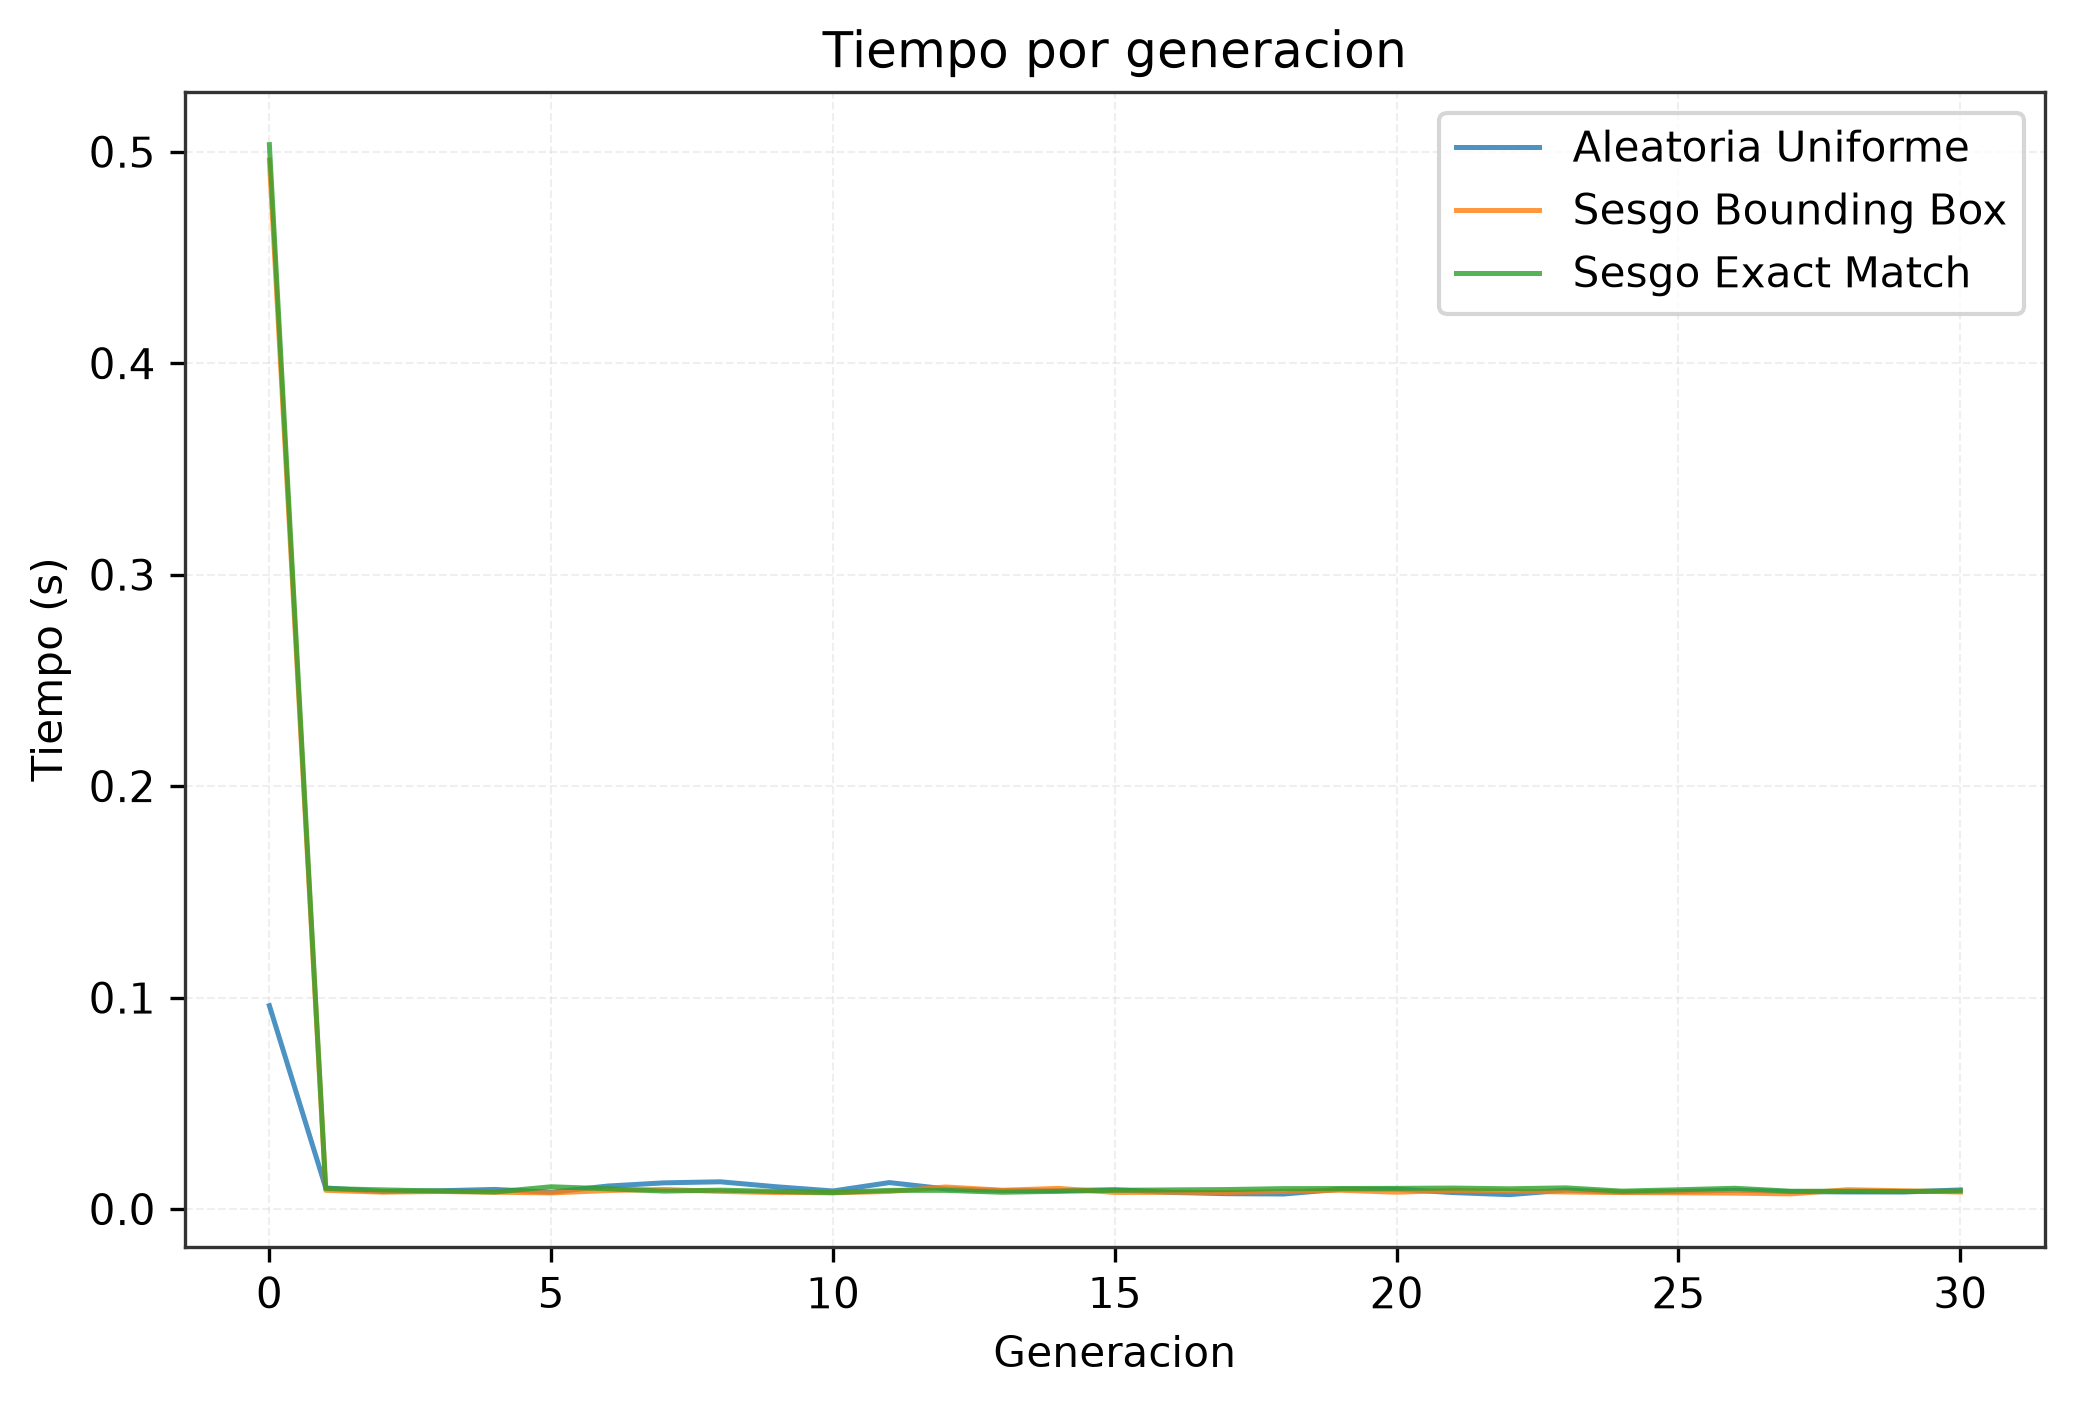 Tiempo por generacion
Aleatoria Uniforme
Sesgo Bounding Box
Sesgo Exact Match
0.5
0.4
0.3
0.2
0.1
0.0
Tiempo (s)
0 5 10 15 20 25 30
Generacion